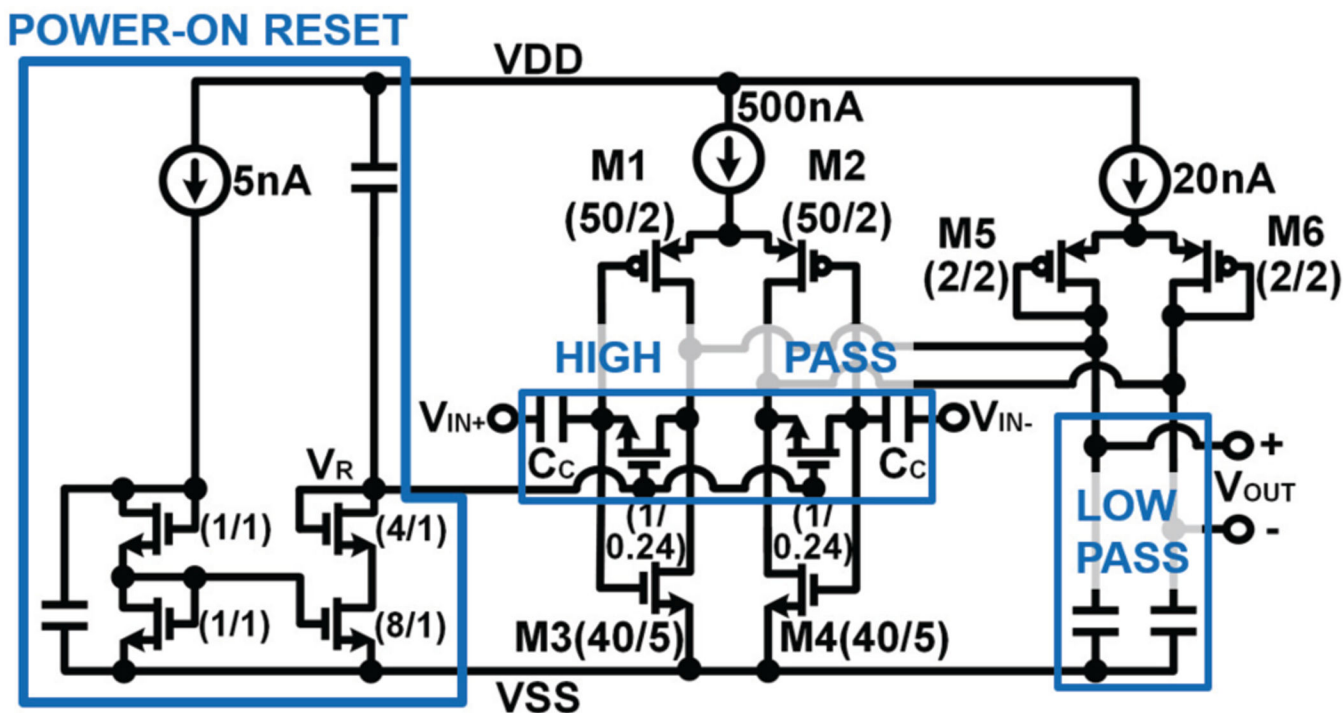 POWER-ON RESET
VDD
500nA
M1
M2
5nA
20nA
(50/2)
(50/2)
M5
(2/2)
M6
(2/2)
HIGH PASS
VIN+
VIN-
CC
CC
VR
VOUT
+
-
(1/1)
(4/1)
(1/
0.24)
(1/
0.24)
LOW
PASS
(1/1)
(8/1)
M3(40/5)
M4(40/5)
VSS